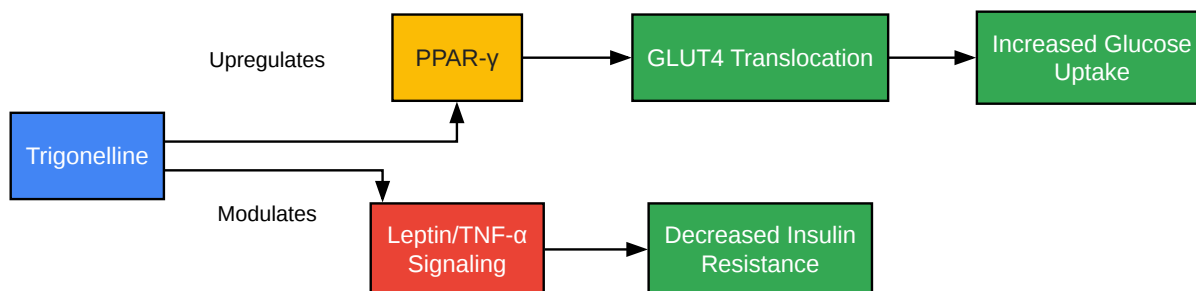 Upregulates
PPAR-γ
GLUT4 Translocation
Increased Glucose
Uptake
Trigonelline
Modulates
Leptin/TNF-α
Signaling
Decreased Insulin
Resistance